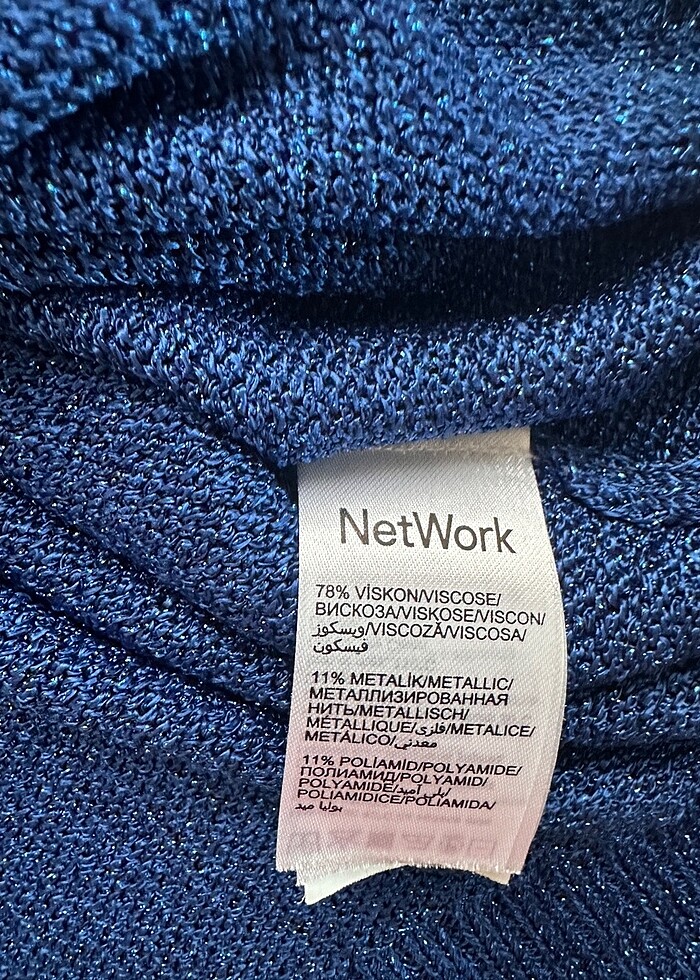 NetWork
78% VİSKON/VISCOSE/
ВИСКОЗА/VISKOSE/VISCON/
ویسکوز/VISCOZĂ/VISCOSA/
فيسكون
11% METALİK/METALLIC/
МЕТАЛЛИЗИРОВАННАЯ
НИТЬ/METALLISCH/
MÉTALLIQUE/فلزی/METALICE/
METÁLICO/معدني
11% POLİAMİD/POLYAMIDE/
ПОЛИАМИД/POLYAMID/
POLYAMIDE/پلی آمید/
POLIAMIDICE/POLIAMIDA/
بوليا ميد